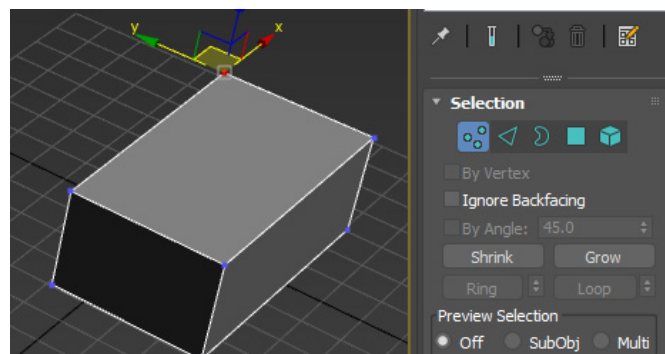 y
x
Selection
By Vertex
Ignore Backfacing
By Angle: 45.0
Shrink Grow
Ring Loop
Preview Selection
Off SubObj Multi